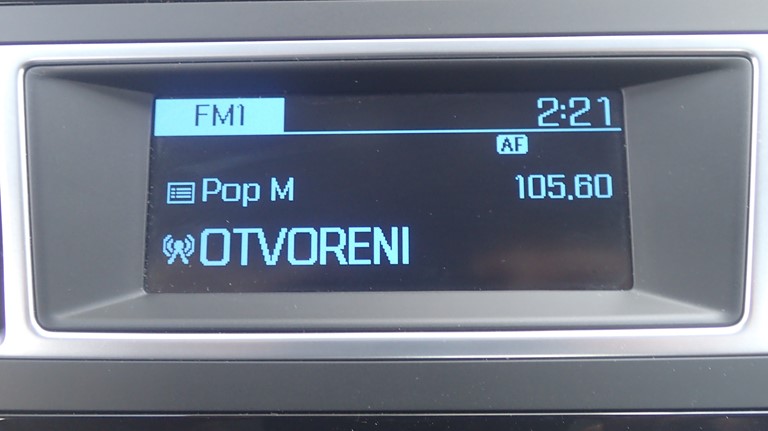 FM1 2:21
AF
Pop M 105.60
OTVORENI